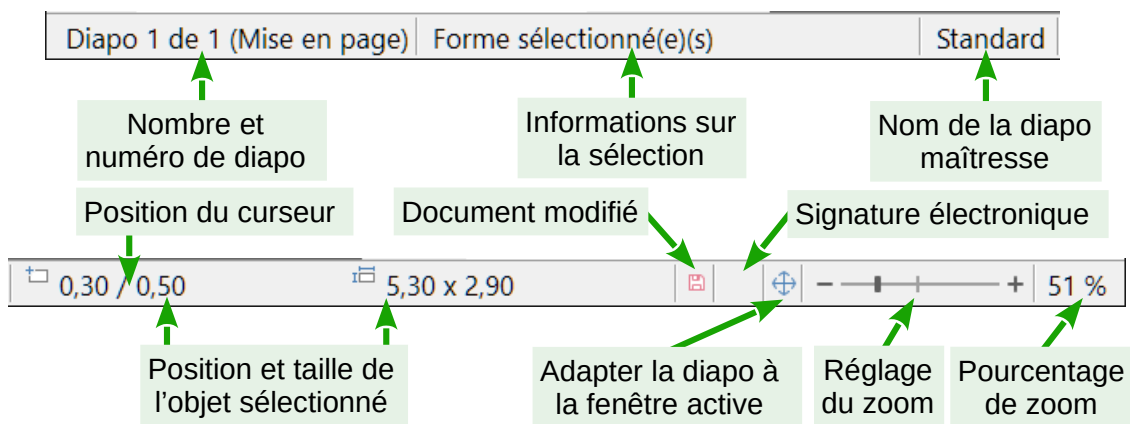 Diapo 1 de 1 (Mise en page) Forme sélectionné(e)(s) Standard
Nombre et
numéro de diapo
Informations sur
la sélection
Nom de la diapo
maîtresse
Position du curseur
Document modifié
Signature électronique
0,30 / 0,50 5,30 x 2,90 51 %
Position et taille de
l’objet sélectionné
Adapter la diapo à
la fenêtre active
Réglage
du zoom
Pourcentage
de zoom